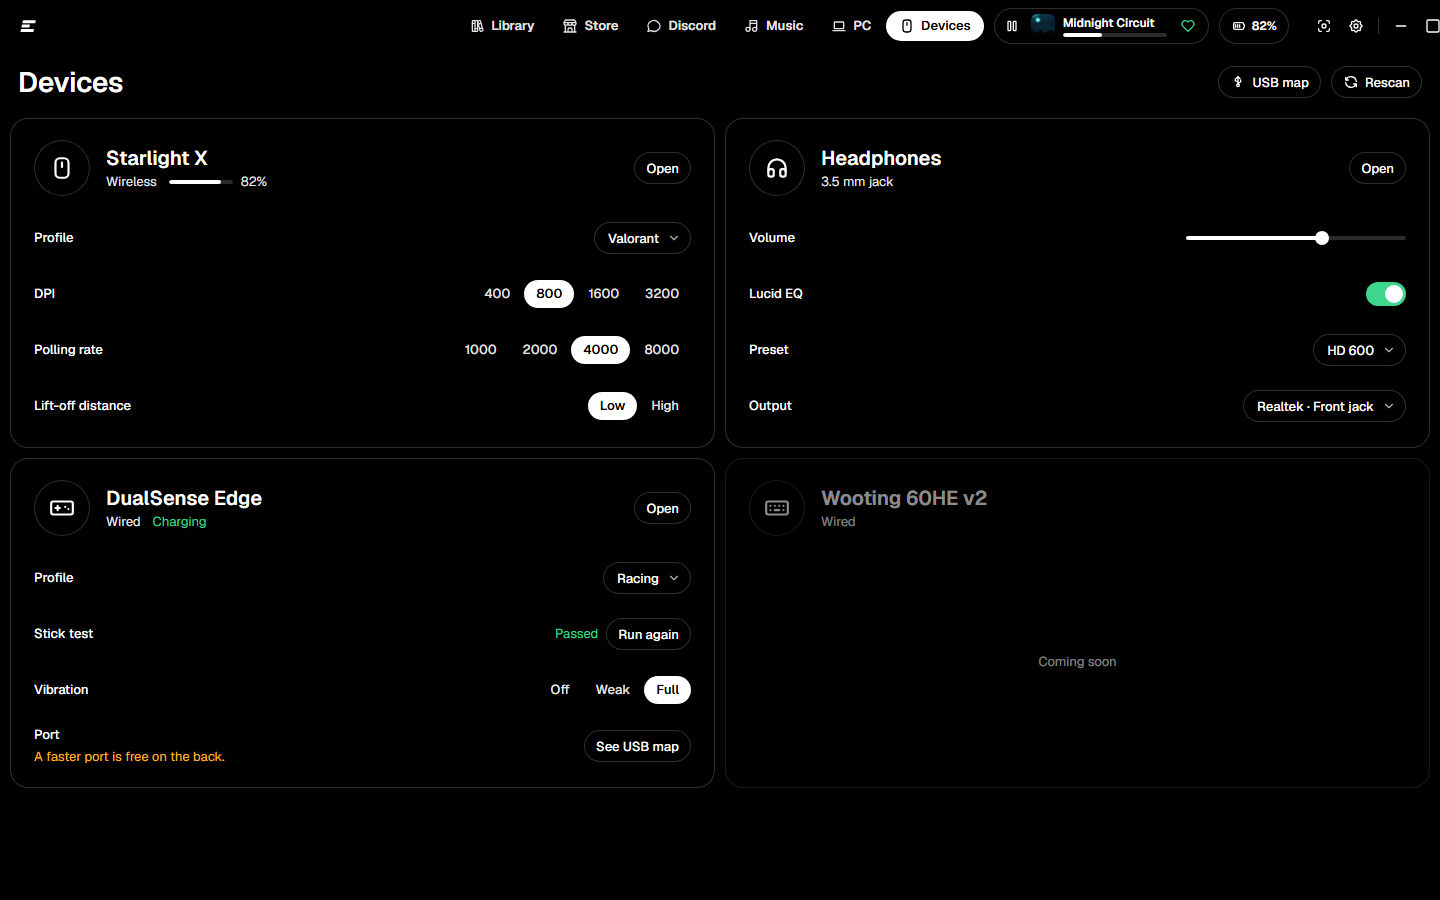 Library
Store
Discord
Music
PC
Devices
Midnight Circuit
82%
Devices
USB map
Rescan
Starlight X
Wireless 82%
Open
Profile
Valorant
DPI
400 800 1600 3200
Polling rate
1000 2000 4000 8000
Lift-off distance
Low High
Headphones
3.5 mm jack
Open
Volume
Lucid EQ
Preset
HD 600
Output
Realtek · Front jack
DualSense Edge
Wired Charging
Open
Profile
Racing
Stick test
Passed Run again
Vibration
Off Weak Full
Port
A faster port is free on the back.
See USB map
Wooting 60HE v2
Wired
Coming soon